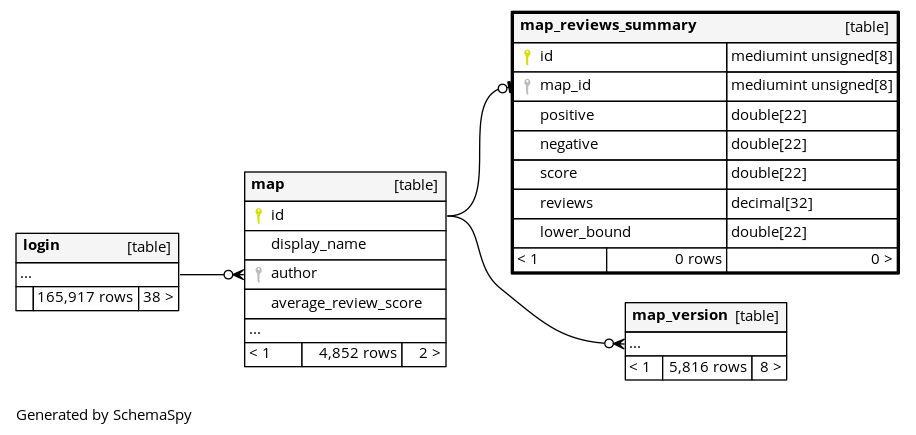 map_reviews_summary [table]
id mediumint unsigned[8]
map_id mediumint unsigned[8]
positive double[22]
negative double[22]
score double[22]
reviews decimal[32]
lower_bound double[22]
< 1 0 rows 0 >
map [table]
id
display_name
author
average_review_score
...
< 1 4,852 rows 2 >
login [table]
...
165,917 rows 38 >
map_version [table]
...
< 1 5,816 rows 8 >
Generated by SchemaSpy